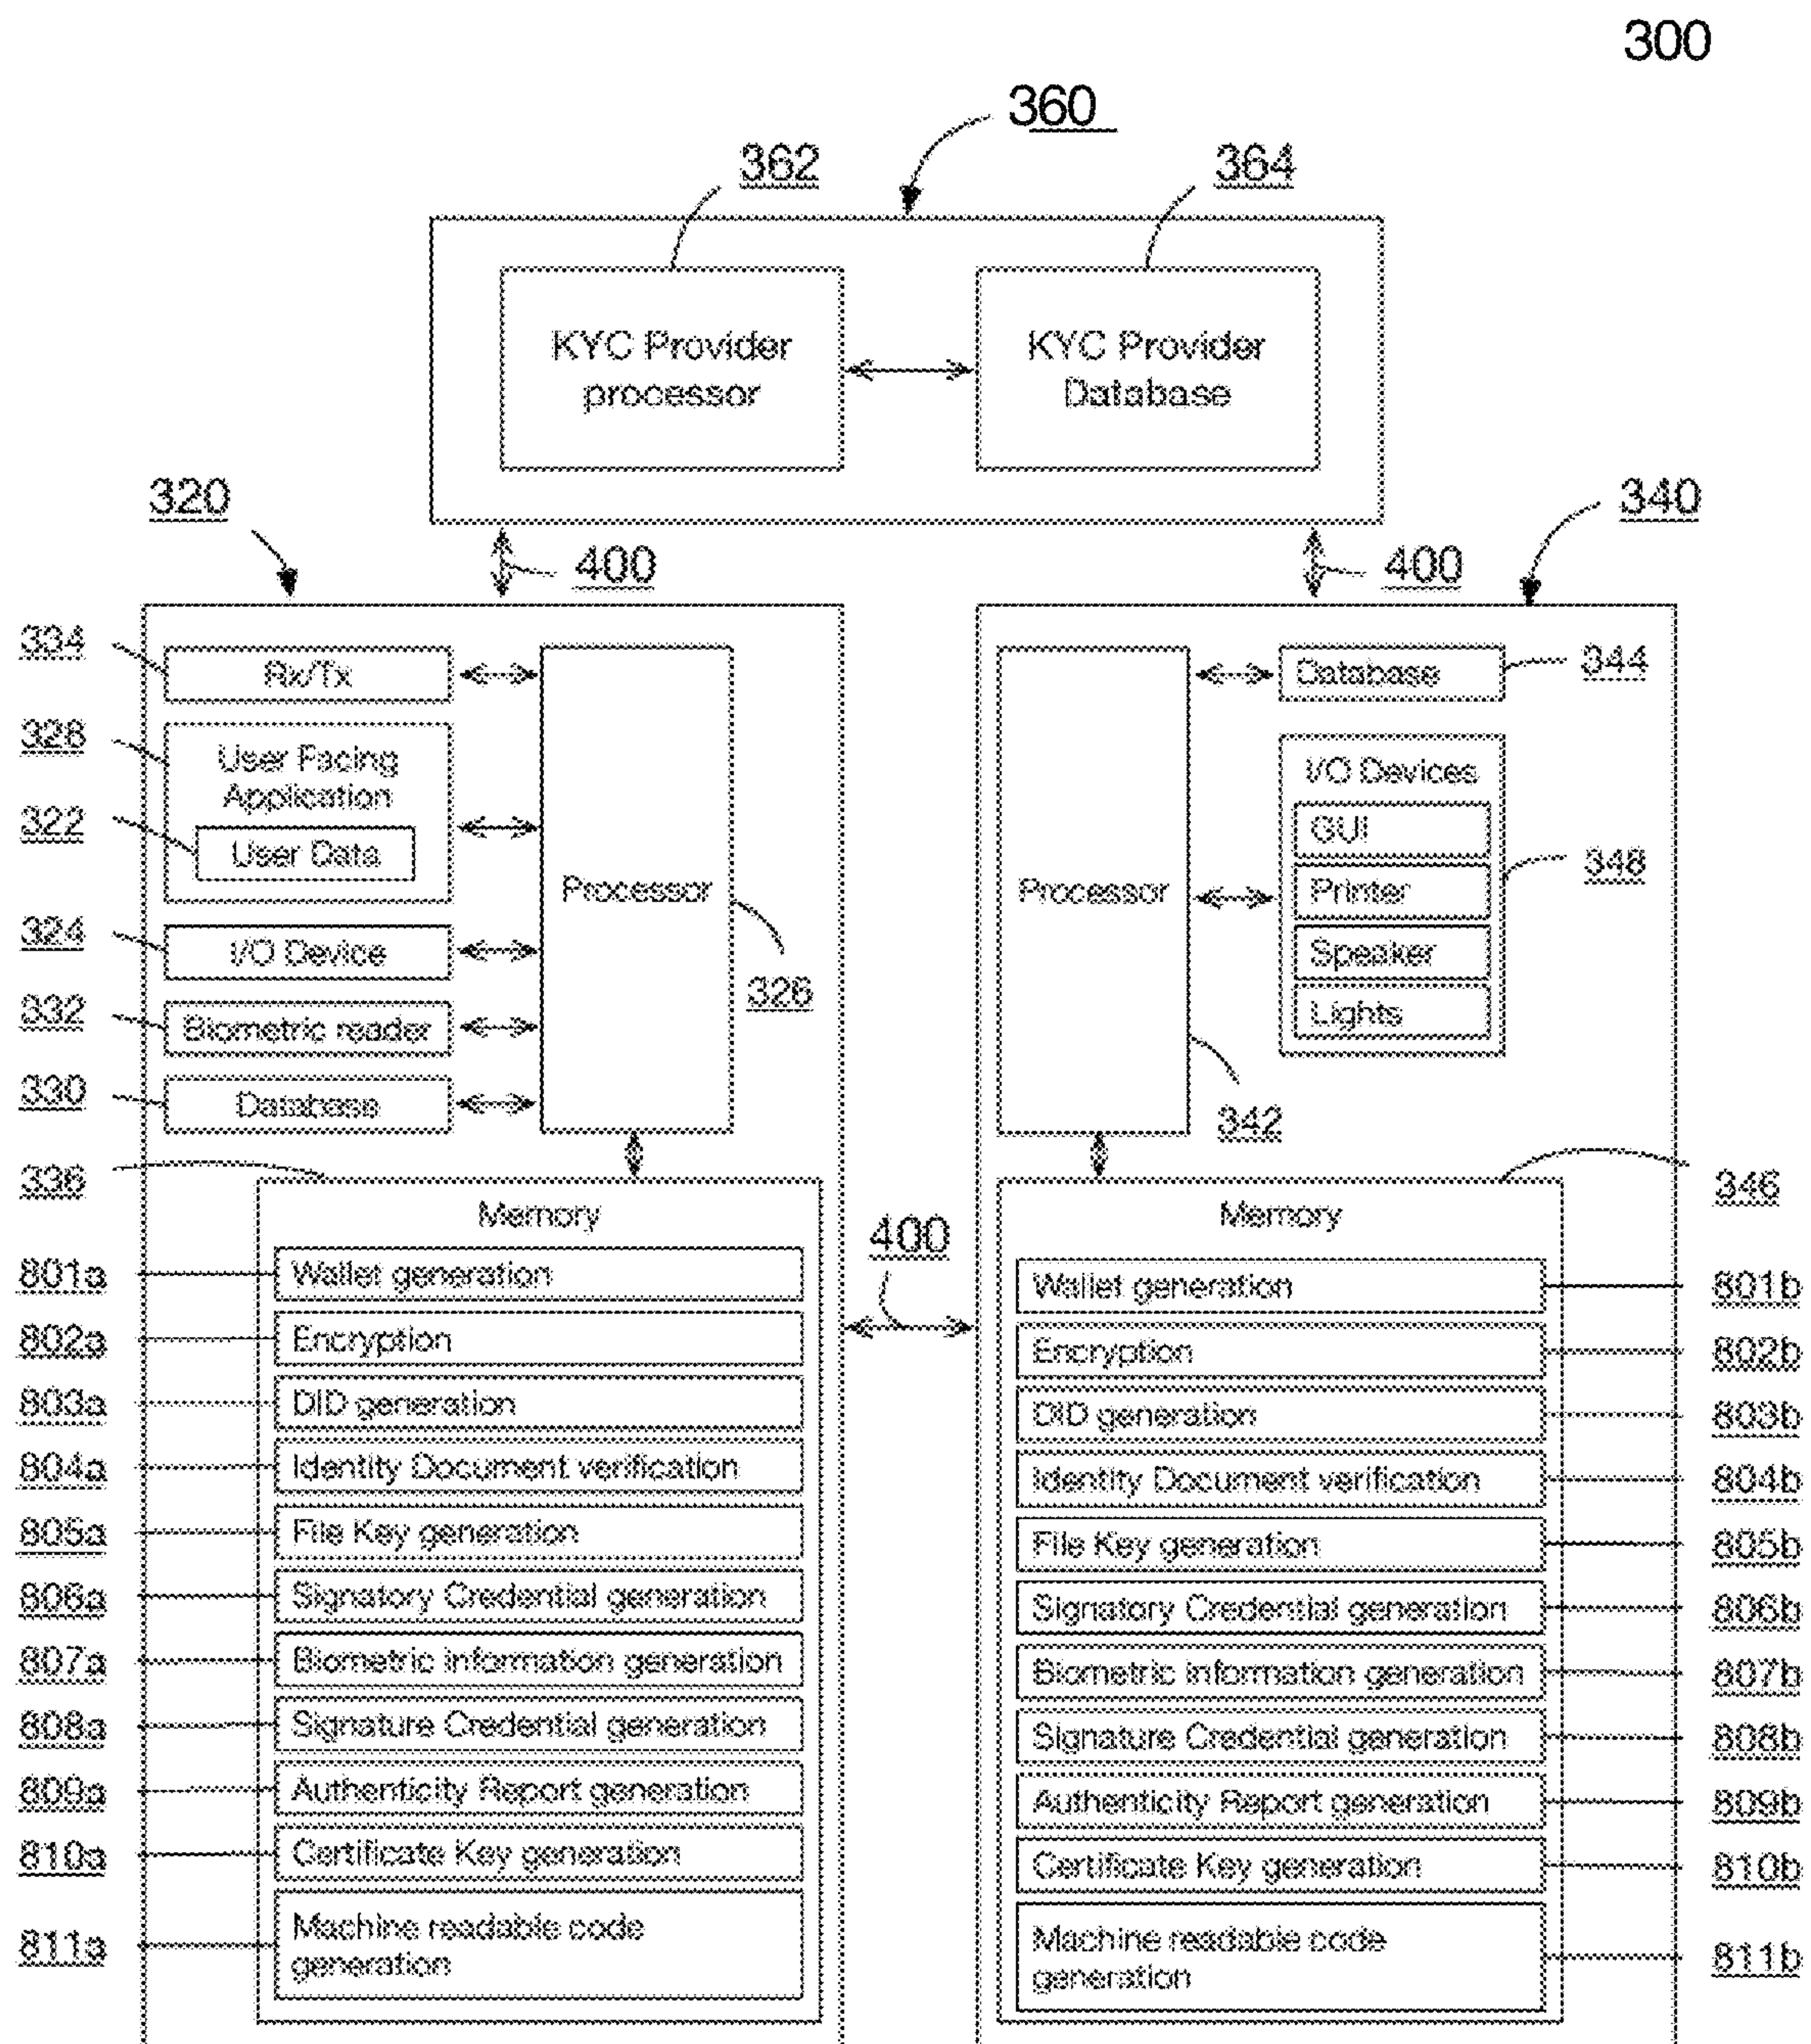 300
360
362
364
KYC Provider
processor
KYC Provider
Database
320
340
400
400
334
Rx/Tx
328
User Facing
Application
322
User Data
324
I/O Device
332
Biometric reader
330
Database
Processor
326
Processor
342
Database
344
I/O Devices
GUI
348
Printer
Speaker
Lights
336
Memory
400
Memory
346
801a
Wallet generation
802a
Encryption
803a
DID generation
804a
Identity Document verification
805a
File Key generation
806a
Signatory Credential generation
807a
Biometric information generation
808a
Signature Credential generation
809a
Authenticity Report generation
810a
Certificate Key generation
811a
Machine readable code
generation
Wallet generation
801b
Encryption
802b
DID generation
803b
Identity Document verification
804b
File Key generation
805b
Signatory Credential generation
806b
Biometric information generation
807b
Signature Credential generation
808b
Authenticity Report generation
809b
Certificate Key generation
810b
Machine readable code
generation
811b